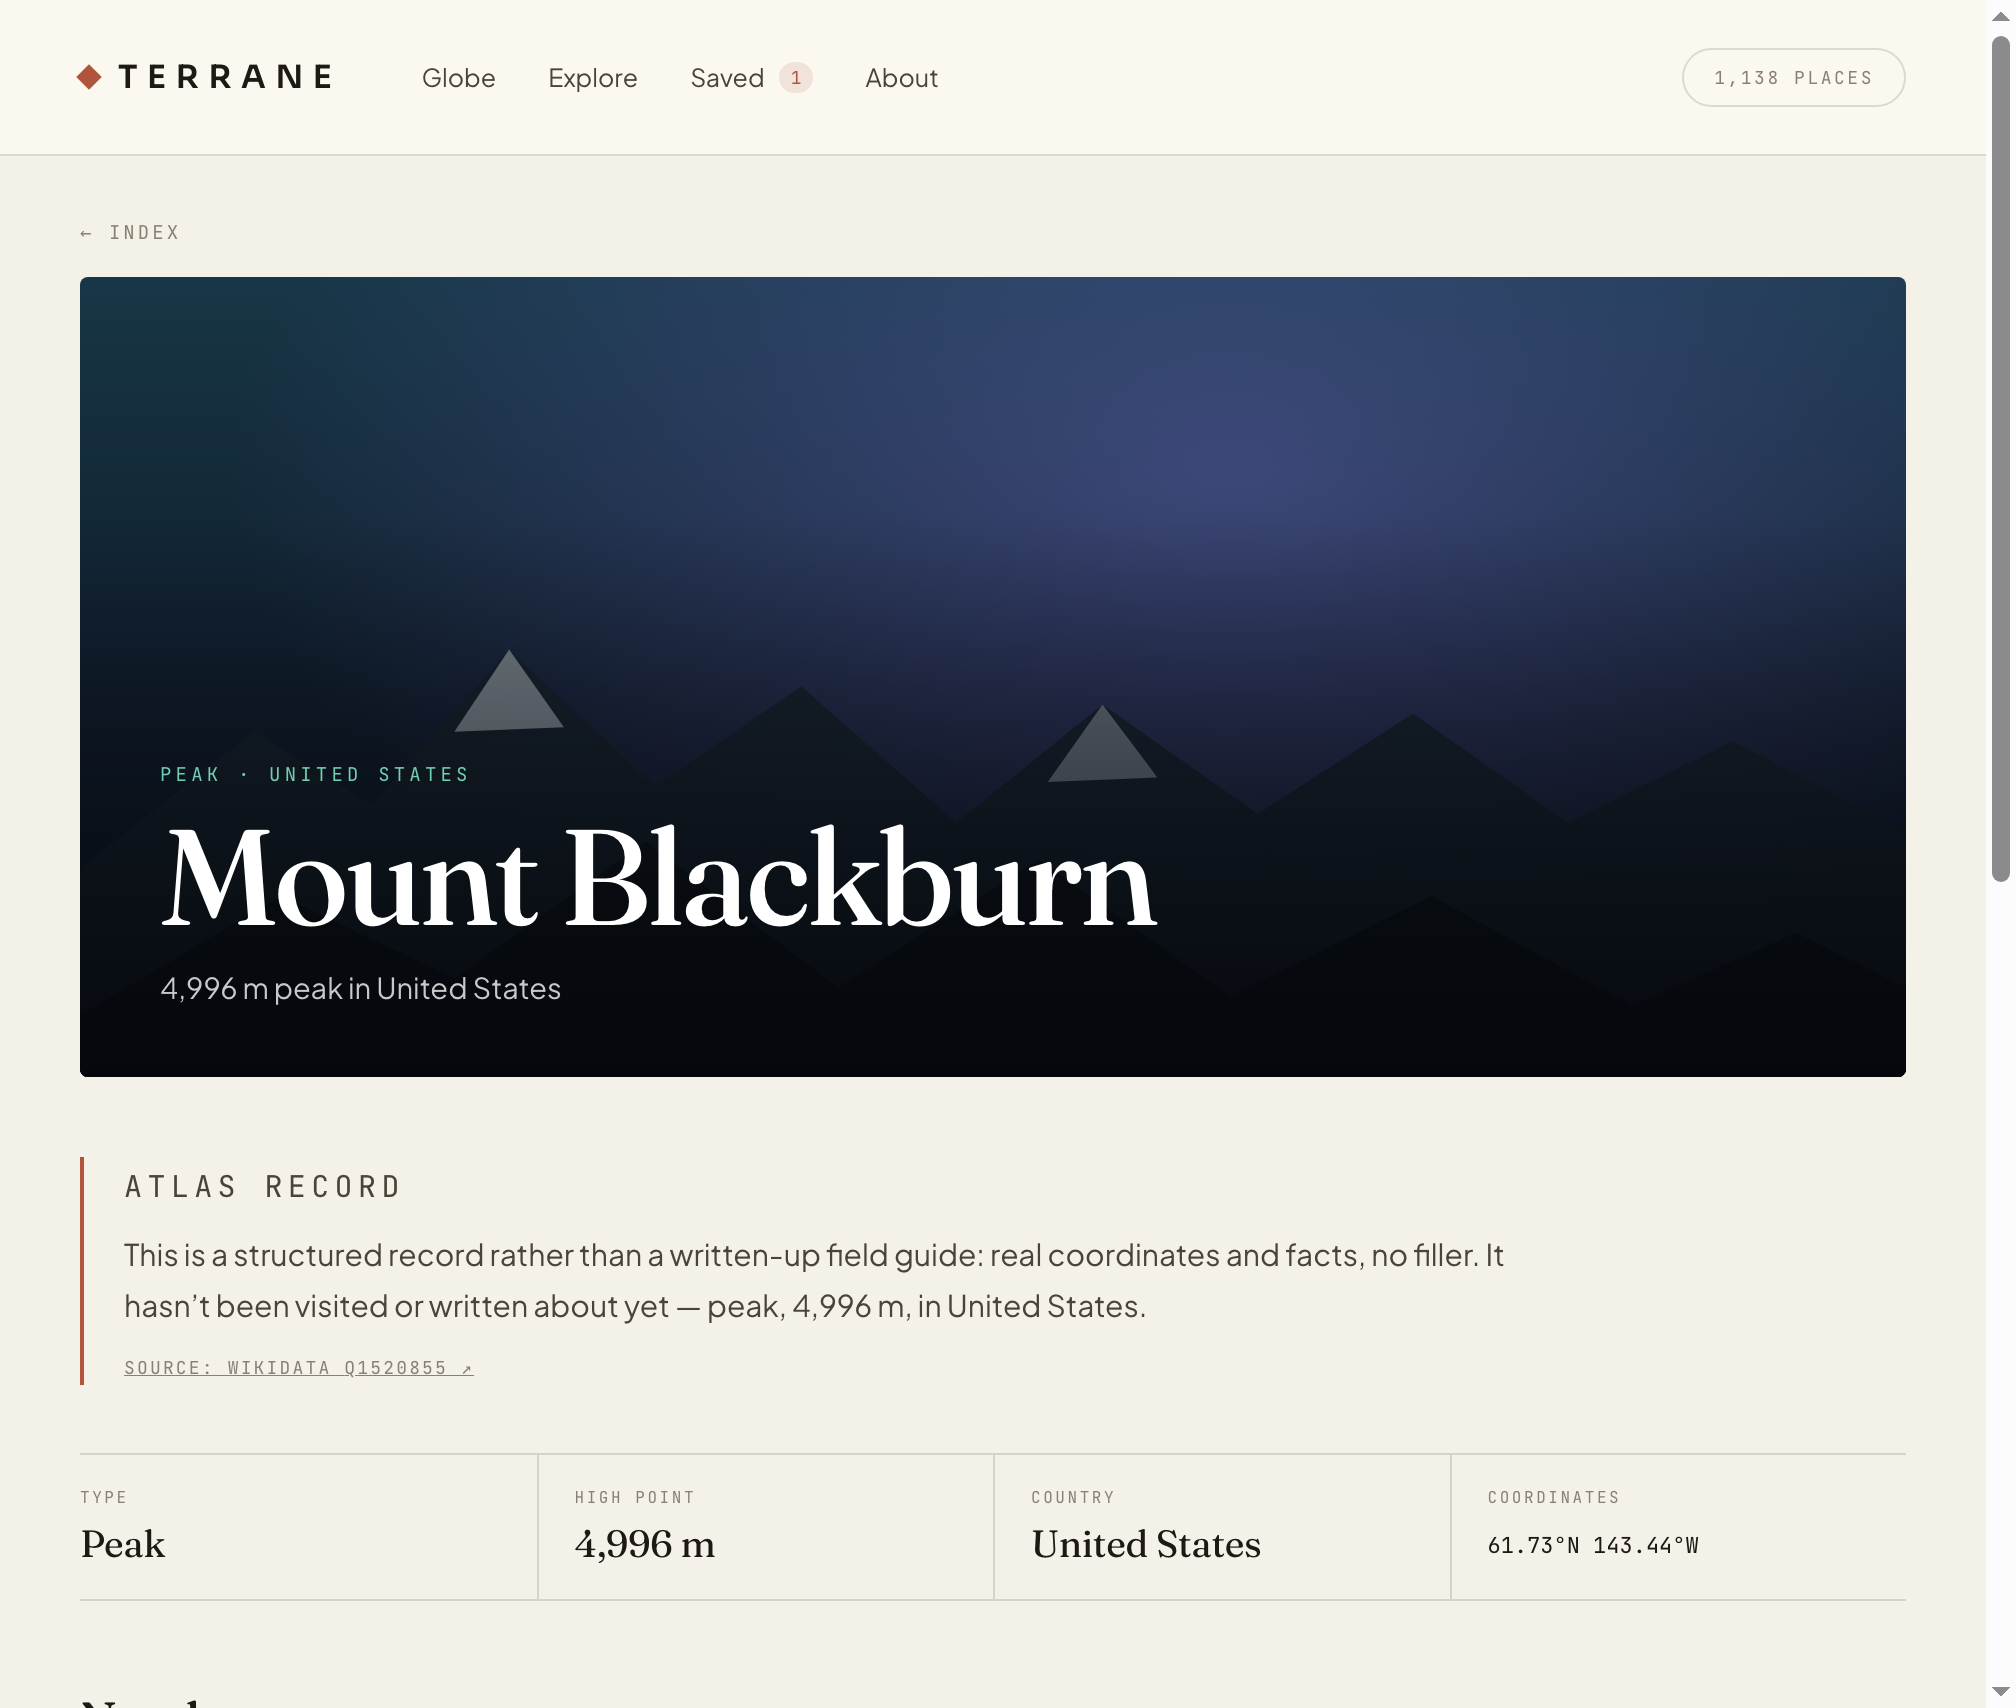 TERRANE
Globe
Explore
Saved 1
About
1,138 PLACES
← INDEX
PEAK · UNITED STATES
Mount Blackburn
4,996 m peak in United States
ATLAS RECORD
This is a structured record rather than a written-up field guide: real coordinates and facts, no filler. It
hasn’t been visited or written about yet — peak, 4,996 m, in United States.
SOURCE: WIKIDATA Q1520855 ↗
TYPE
Peak
HIGH POINT
4,996 m
COUNTRY
United States
COORDINATES
61.73°N 143.44°W